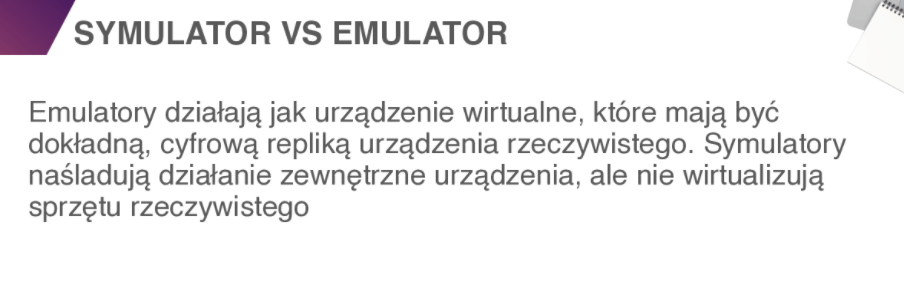 SYMULATOR VS EMULATOR
Emulatory działają jak urządzenie wirtualne, które mają być
dokładną, cyfrową repliką urządzenia rzeczywistego. Symulatory
naśladują działanie zewnętrzne urządzenia, ale nie wirtualizują
sprzętu rzeczywistego